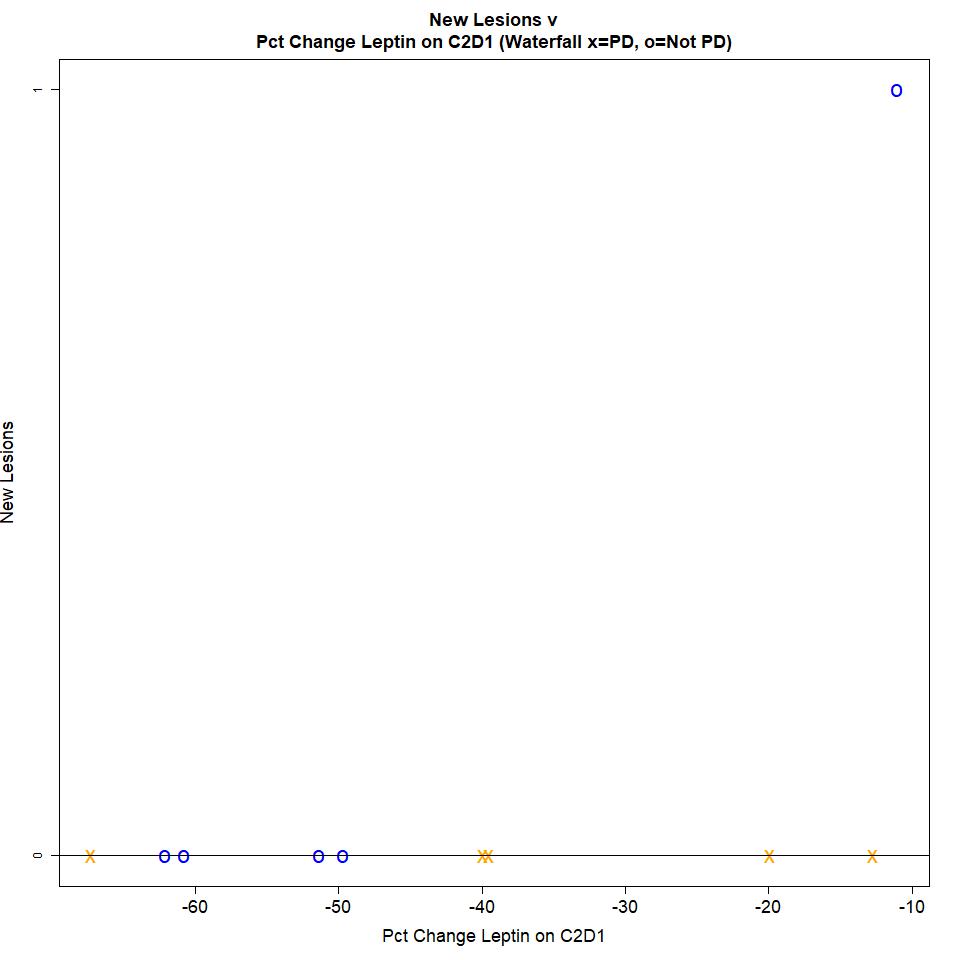 New Lesions v
Pct Change Leptin on C2D1 (Waterfall x=PD, o=Not PD)
New Lesions
1
0
o
x o o o o x x x x
-60 -50 -40 -30 -20 -10
Pct Change Leptin on C2D1